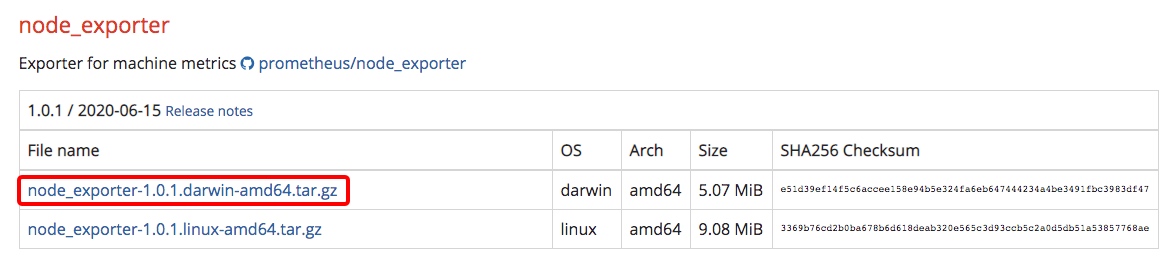 node_exporter
Exporter for machine metrics prometheus/node_exporter
1.0.1 / 2020-06-15 Release notes
File name OS Arch Size SHA256 Checksum
node_exporter-1.0.1.darwin-amd64.tar.gz darwin amd64 5.07 MiB e51d39ef14f5c6accee158e94b5e324fa6eb647444234a4be3491fbc3983df47
node_exporter-1.0.1.linux-amd64.tar.gz linux amd64 9.08 MiB 3369b76cd2b0ba678b6d618deab320e565c3d93ccb5c2a0d5db51a53857768ae